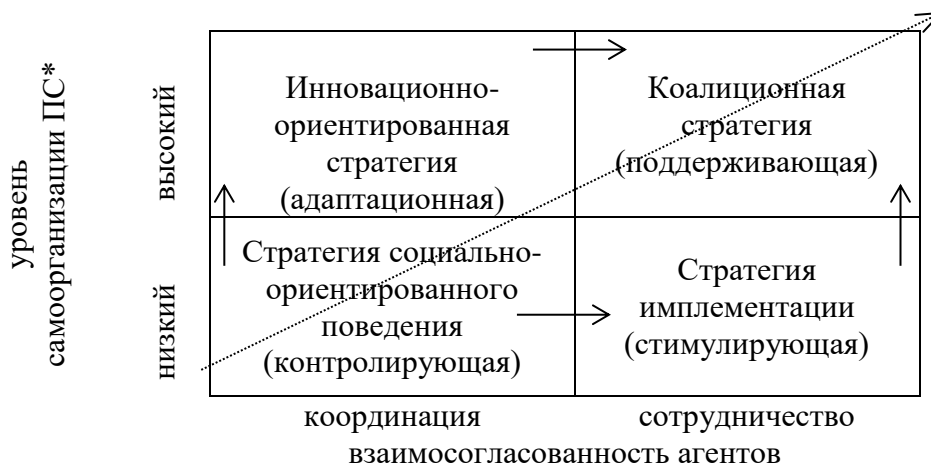 уровень
самоорганизации ПС*
высокий
Инновационно-
ориентированная
стратегия
(адаптационная)
Коалиционная
стратегия
(поддерживающая)
низкий
Стратегия социально-
ориентированного
поведения
(контролирующая)
Стратегия
имплементации
(стимулирующая)
координация
сотрудничество
взаимосогласованность агентов